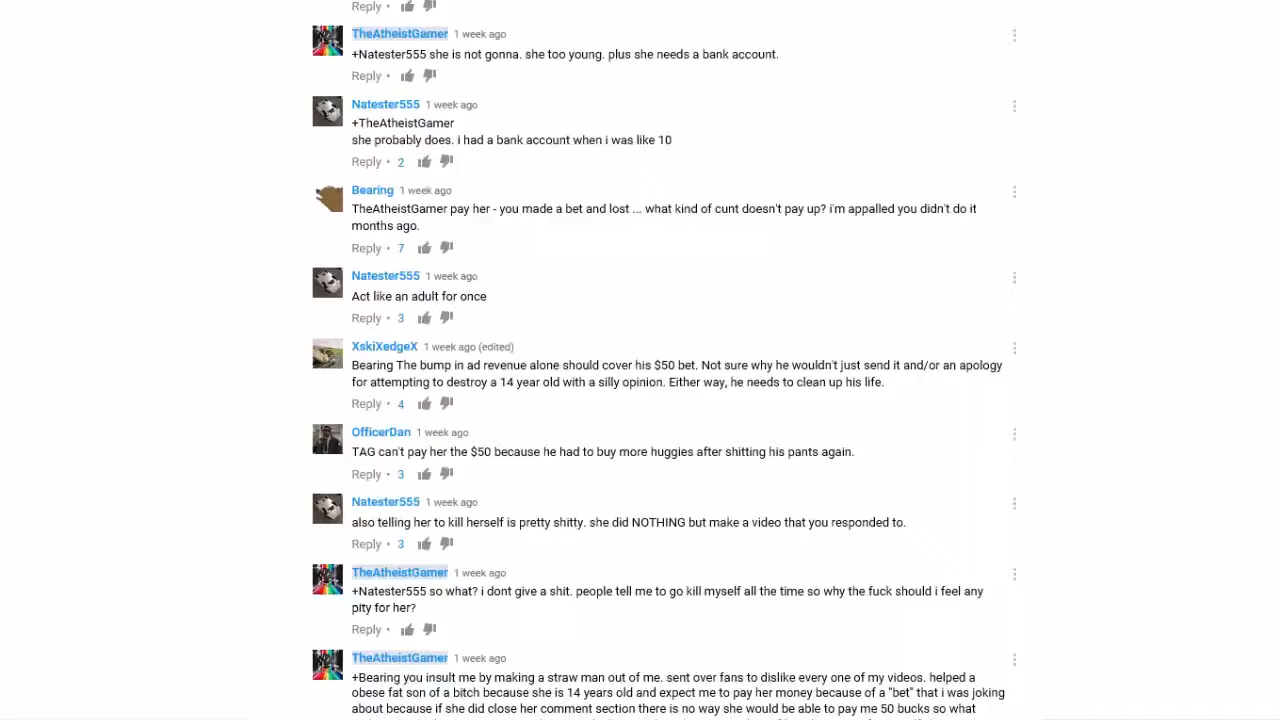 Reply •
TheAtheistGamer 1 week ago
+Natester555 she is not gonna. she too young. plus she needs a bank account.
Reply •
Natester555 1 week ago
+TheAtheistGamer
she probably does. i had a bank account when i was like 10
Reply • 2
Bearing 1 week ago
TheAtheistGamer pay her - you made a bet and lost ... what kind of cunt doesn't pay up? i'm appalled you didn't do it
months ago.
Reply • 7
Natester555 1 week ago
Act like an adult for once
Reply • 3
XskiXedgeX 1 week ago (edited)
Bearing The bump in ad revenue alone should cover his $50 bet. Not sure why he wouldn't just send it and/or an apology
for attempting to destroy a 14 year old with a silly opinion. Either way, he needs to clean up his life.
Reply • 4
OfficerDan 1 week ago
TAG can't pay her the $50 because he had to buy more huggies after shitting his pants again.
Reply • 3
Natester555 1 week ago
also telling her to kill herself is pretty shitty. she did NOTHING but make a video that you responded to.
Reply • 3
TheAtheistGamer 1 week ago
+Natester555 so what? i dont give a shit. people tell me to go kill myself all the time so why the fuck should i feel any
pity for her?
Reply •
TheAtheistGamer 1 week ago
+Bearing you insult me by making a straw man out of me. sent over fans to dislike every one of my videos. helped a
obese fat son of a bitch because she is 14 years old and expect me to pay her money because of a "bet" that i was joking
about because if she did close her comment section there is no way she would be able to pay me 50 bucks so what